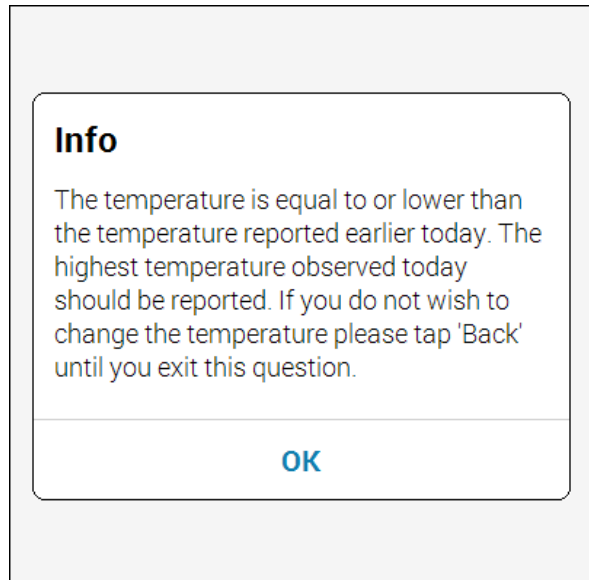 Info
The temperature is equal to or lower than
the temperature reported earlier today. The
highest temperature observed today
should be reported. If you do not wish to
change the temperature please tap 'Back'
until you exit this question.
OK